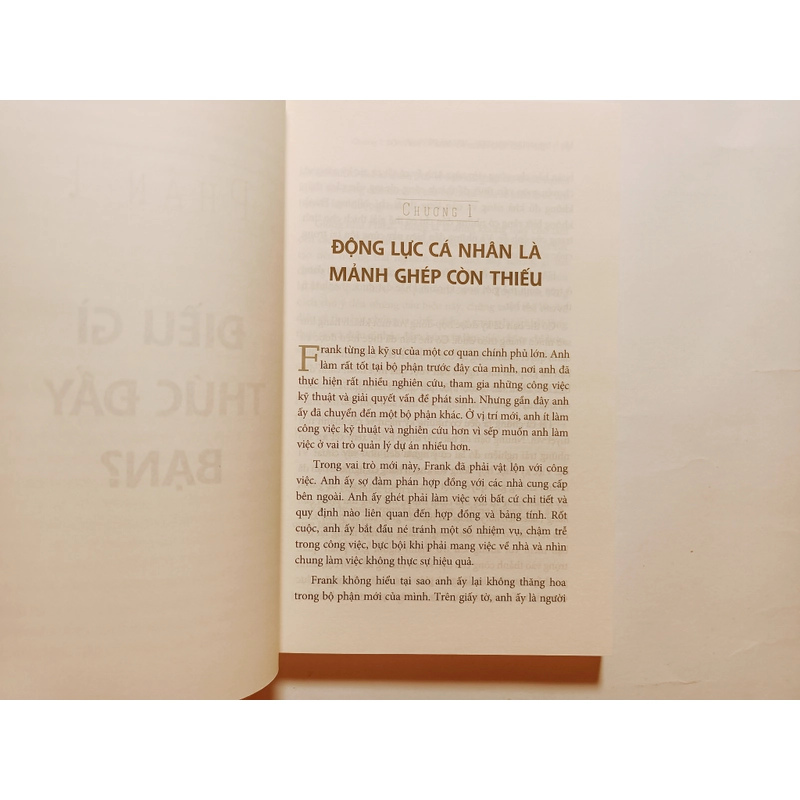 PHẦN 1
ĐIỀU GÌ
THÚC ĐẨY
BẠN?
CHƯƠNG 1
ĐỘNG LỰC CÁ NHÂN LÀ
MẢNH GHÉP CÒN THIẾU
Frank từng là kỹ sư của một cơ quan chính phủ lớn. Anh
làm rất tốt tại bộ phận trước đây của mình, nơi anh đã
thực hiện rất nhiều nghiên cứu, tham gia những công việc
kỹ thuật và giải quyết vấn đề phát sinh. Nhưng gần đây anh
ấy đã chuyển đến một bộ phận khác. Ở vị trí mới, anh ít làm
công việc kỹ thuật và nghiên cứu hơn vì sếp muốn anh làm
ở vai trò quản lý dự án nhiều hơn.
Trong vai trò mới này, Frank đã phải vật lộn với công
việc. Anh ấy sợ đàm phán hợp đồng với các nhà cung cấp
bên ngoài. Anh ấy ghét phải làm việc với bất cứ chi tiết và
quy định nào liên quan đến hợp đồng và bảng tính. Rốt
cuộc, anh ấy bắt đầu né tránh một số nhiệm vụ, chậm trễ
trong công việc, bực bội khi phải mang việc về nhà và nhìn
chung làm việc không thực sự hiệu quả.
Frank không hiểu tại sao anh ấy lại không thăng hoa
trong bộ phận mới của mình. Trên giấy tờ, anh ấy là người